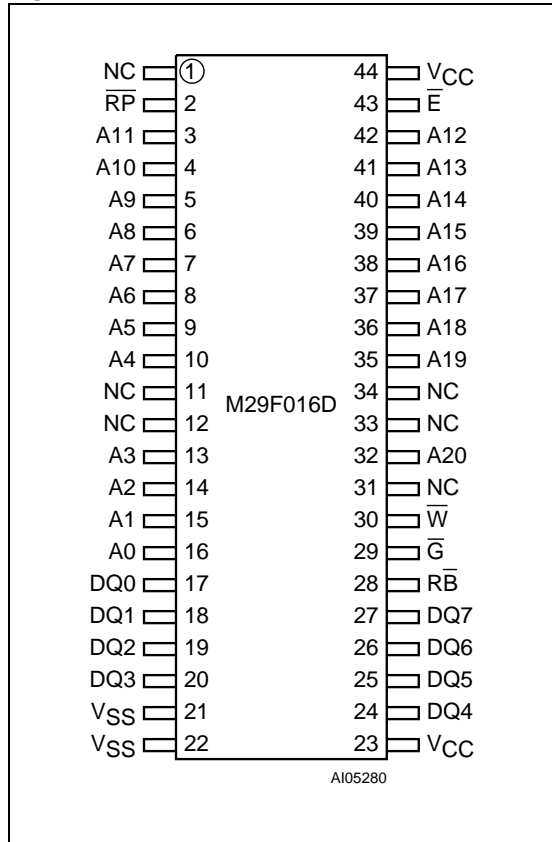 NC 1 44 VCC
R̅P̅ 2 43 E̅
A11 3 42 A12
A10 4 41 A13
A9 5 40 A14
A8 6 39 A15
A7 7 38 A16
A6 8 37 A17
A5 9 36 A18
A4 10 35 A19
NC 11 34 NC
M29F016D
NC 12 33 NC
A3 13 32 A20
A2 14 31 NC
A1 15 30 W̅
A0 16 29 G̅
DQ0 17 28 RB̅
DQ1 18 27 DQ7
DQ2 19 26 DQ6
DQ3 20 25 DQ5
VSS 21 24 DQ4
VSS 22 23 VCC
AI05280